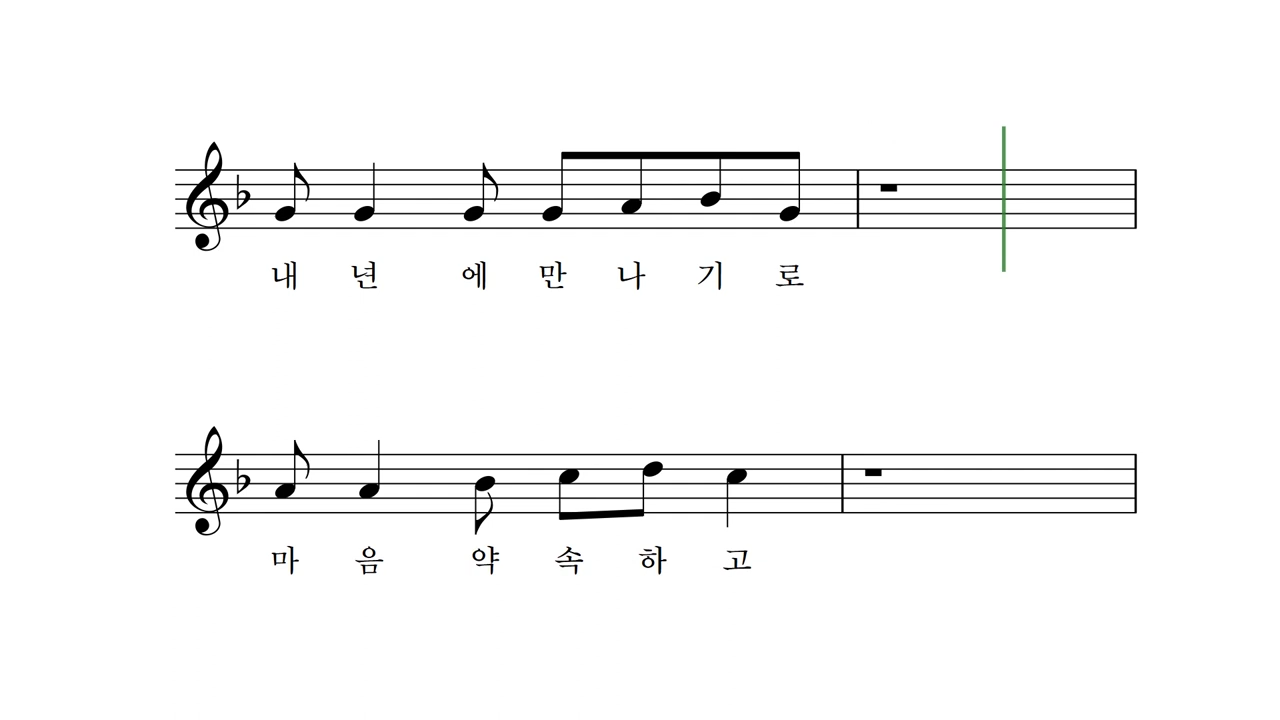 내 년 에 만 나 기 로
마 음 약 속 하 고